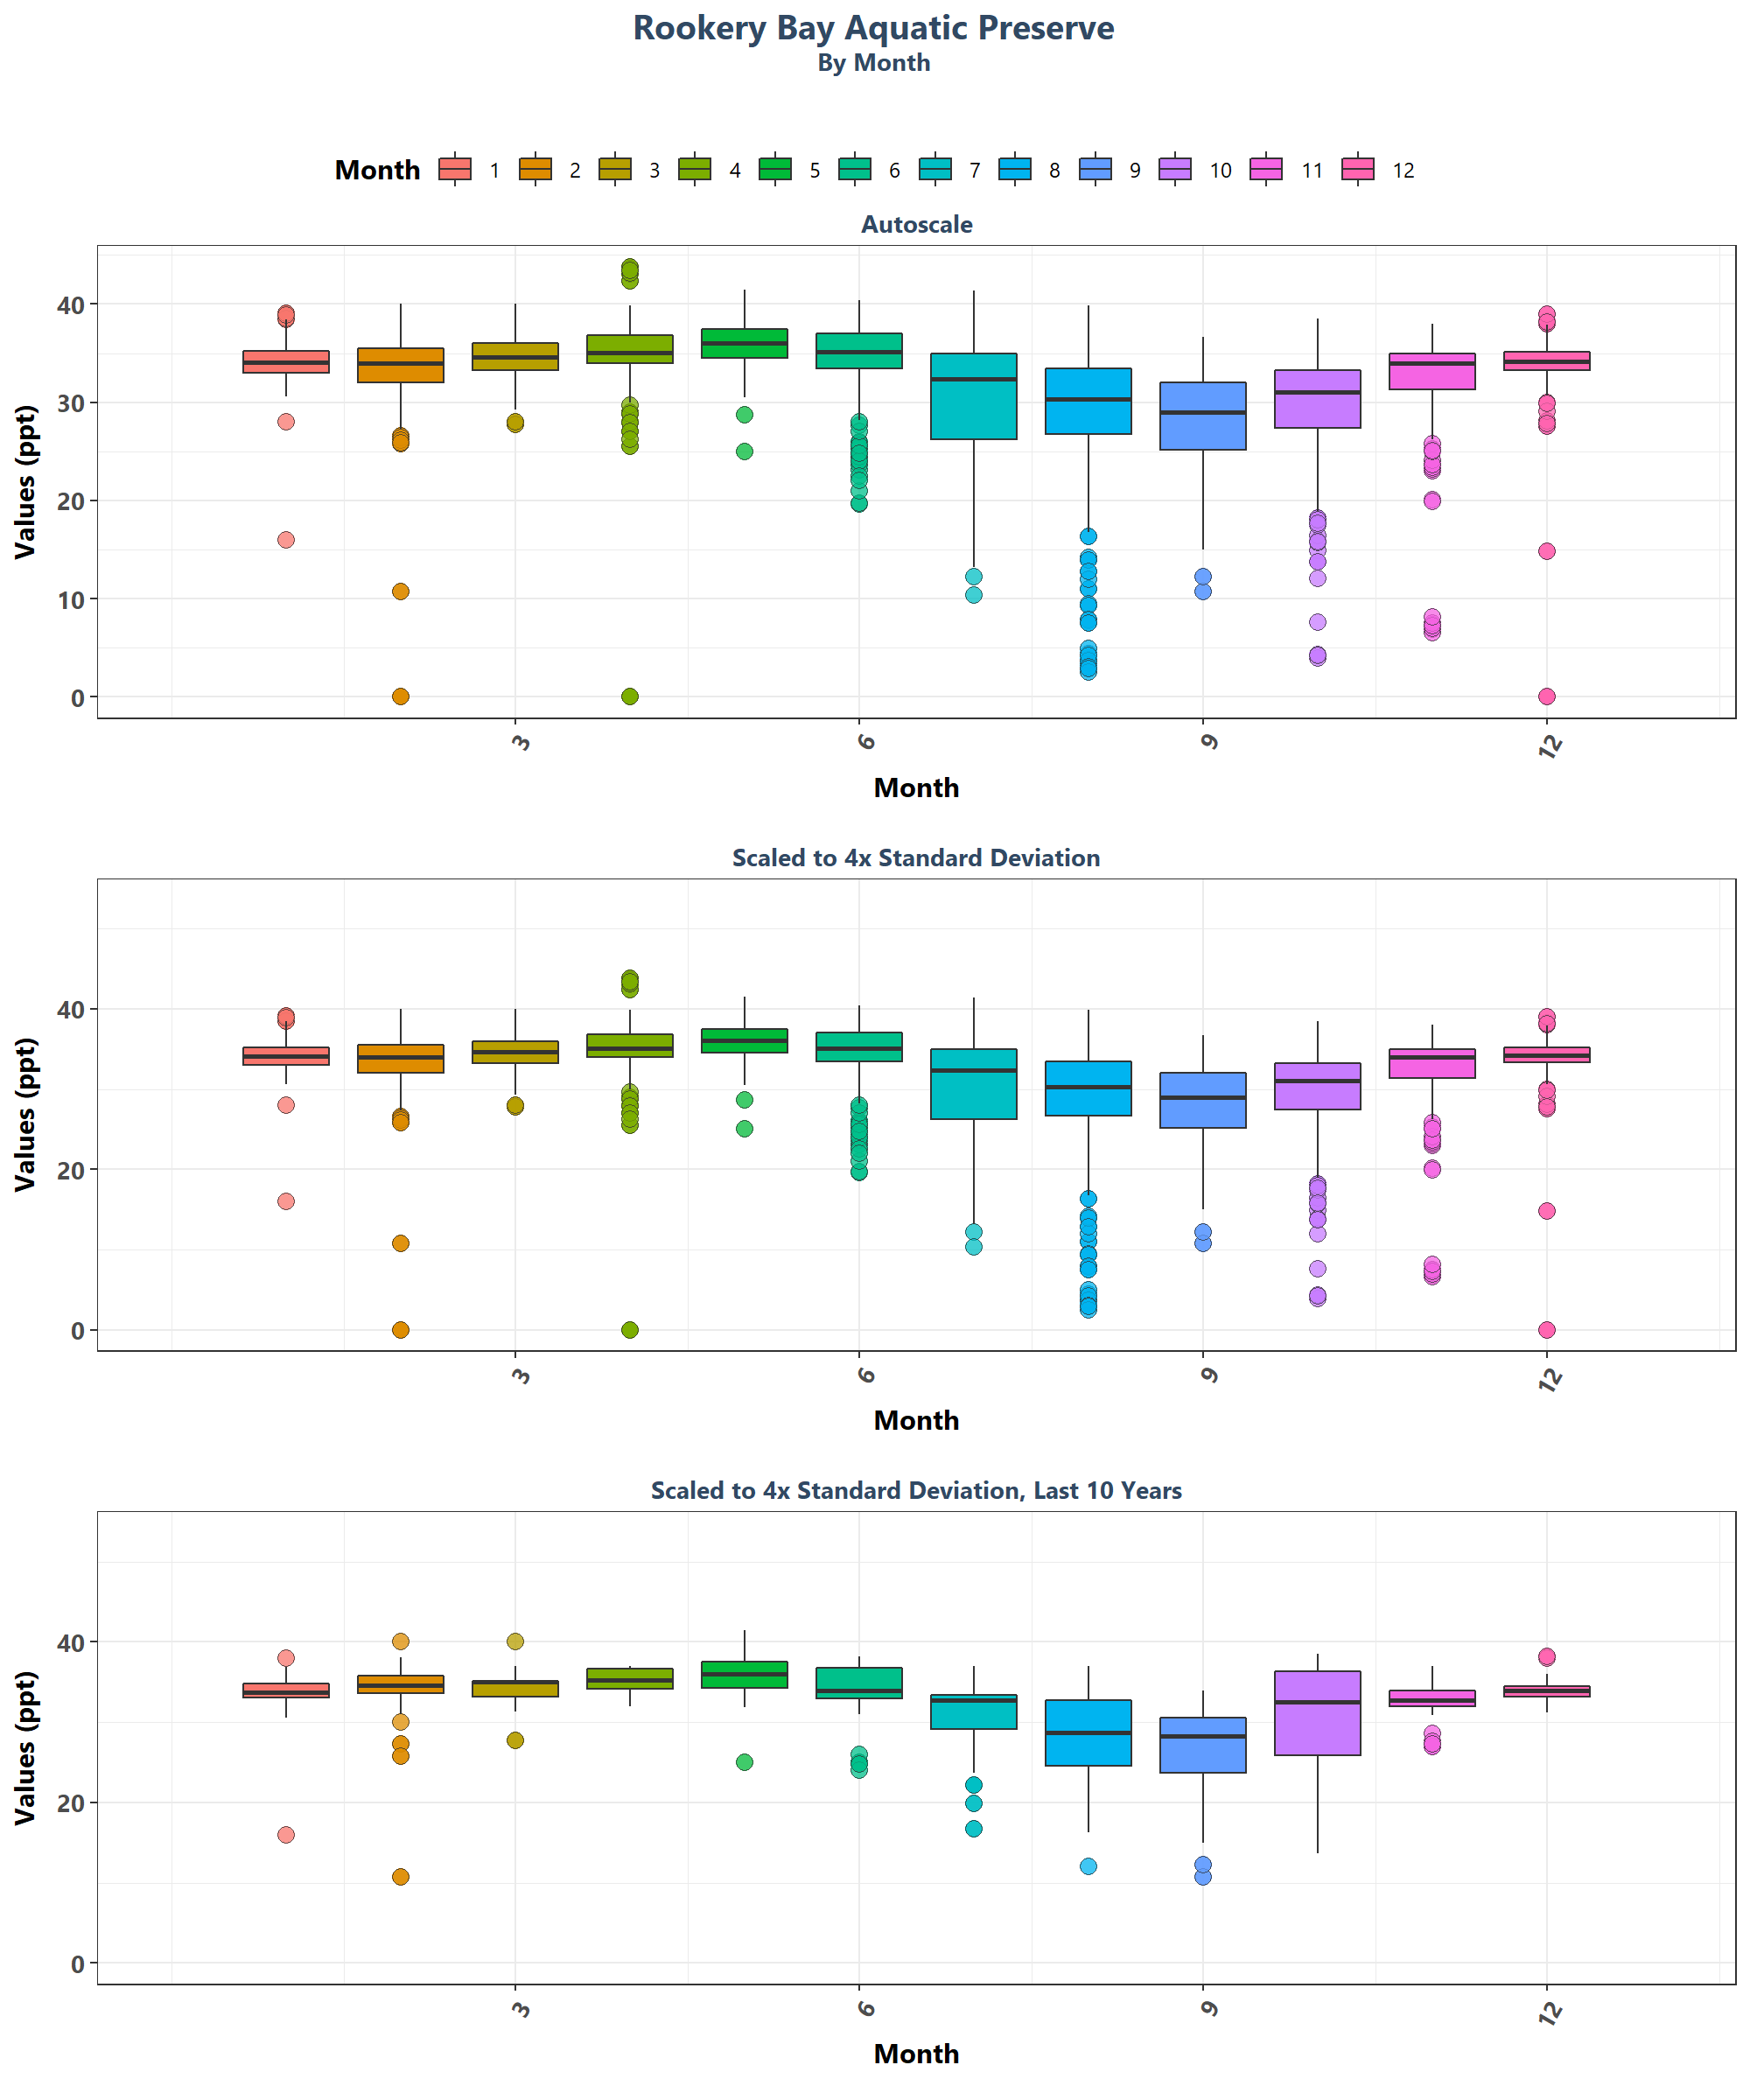 Rookery Bay Aquatic Preserve
By Month
Month 1 2 3 4 5 6 7 8 9 10 11 12
Autoscale
Values (ppt)
40
30
20
10
0
3 6 9 12
Month
Scaled to 4x Standard Deviation
Values (ppt)
40
20
0
3 6 9 12
Month
Scaled to 4x Standard Deviation, Last 10 Years
Values (ppt)
40
20
0
3 6 9 12
Month